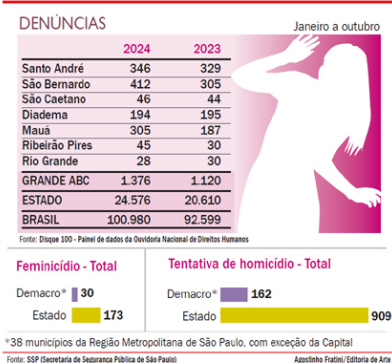 DENÚNCIAS
Janeiro a outubro
2024 2023
Santo André 346 329
São Bernardo 412 305
São Caetano 46 44
Diadema 194 195
Mauá 305 187
Ribeirão Pires 45 30
Rio Grande 28 30
GRANDE ABC 1.376 1.120
ESTADO 24.576 20.610
BRASIL 100.980 92.599
Fonte: Disque 100 - Painel de dados da Ouvidoria Nacional de Direitos Humanos
Feminicídio - Total
Demacro* 30
Estado 173
Tentativa de homicídio - Total
Demacro* 162
Estado 909
*38 municípios da Região Metropolitana de São Paulo, com exceção da Capital
Fonte: SSP (Secretaria de Segurança Pública de São Paulo) Agostinho Fratini/Editoria de Arte